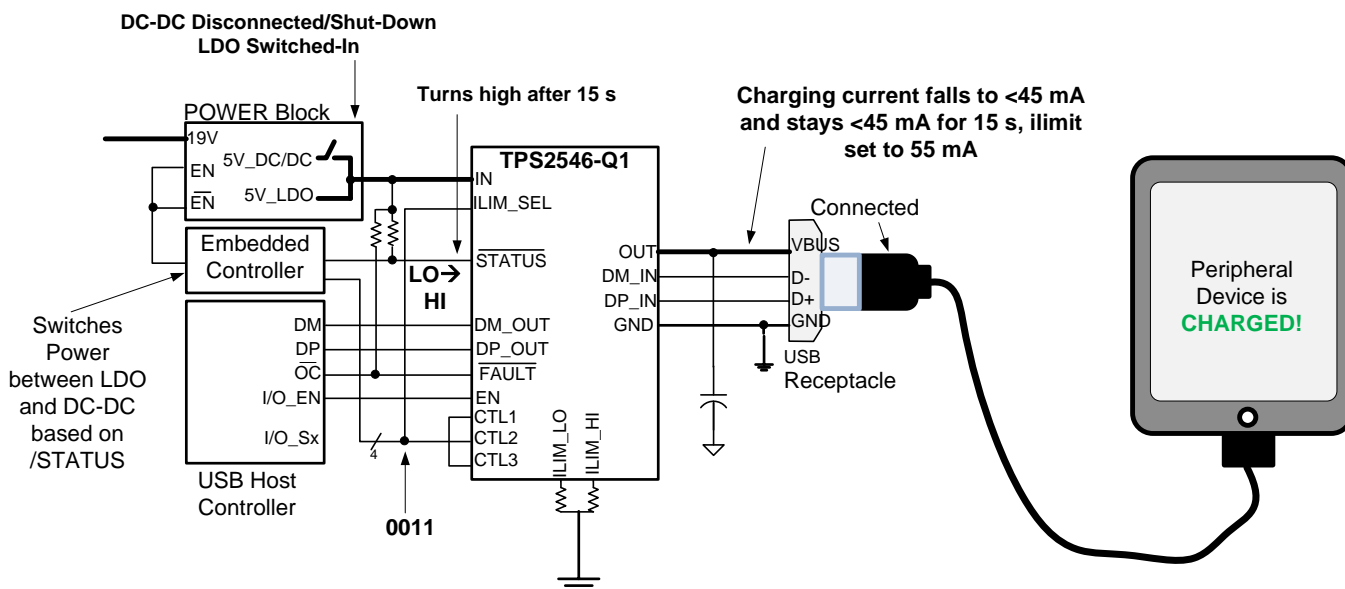 DC-DC Disconnected/Shut-Down
LDO Switched-In
Turns high after 15 s
Charging current falls to <45 mA
and stays <45 mA for 15 s, ilimit
set to 55 mA
POWER Block
19V
5V_DC/DC
EN
EN
5V_LDO
TPS2546-Q1
IN
ILIM_SEL
Connected
Embedded
Controller
STATUS
LO→
HI
OUT
DM_IN
DP_IN
GND
VBUS
D-
D+
GND
USB
Receptacle
Peripheral
Device is
CHARGED!
Switches
Power
between LDO
and DC-DC
based on
/STATUS
DM
DP
OC
I/O_EN
I/O_Sx
USB Host
Controller
DM_OUT
DP_OUT
FAULT
EN
CTL1
CTL2
CTL3
ILIM_LO
ILIM_HI
4
0011